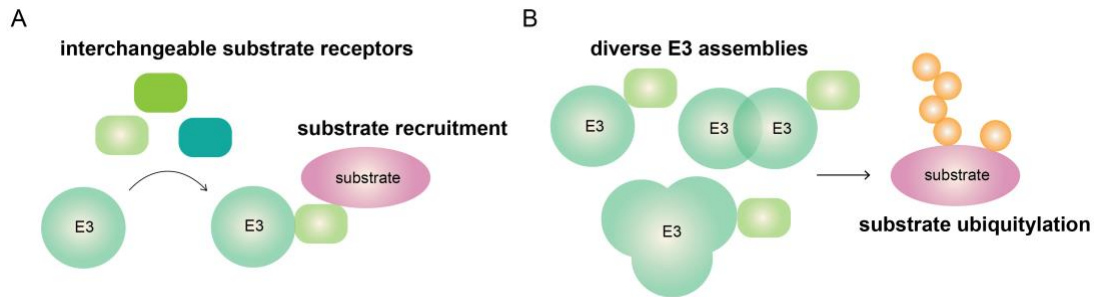 A
interchangeable substrate receptors
substrate recruitment
substrate
E3
E3
B
diverse E3 assemblies
E3
E3
E3
E3
substrate
substrate ubiquitylation